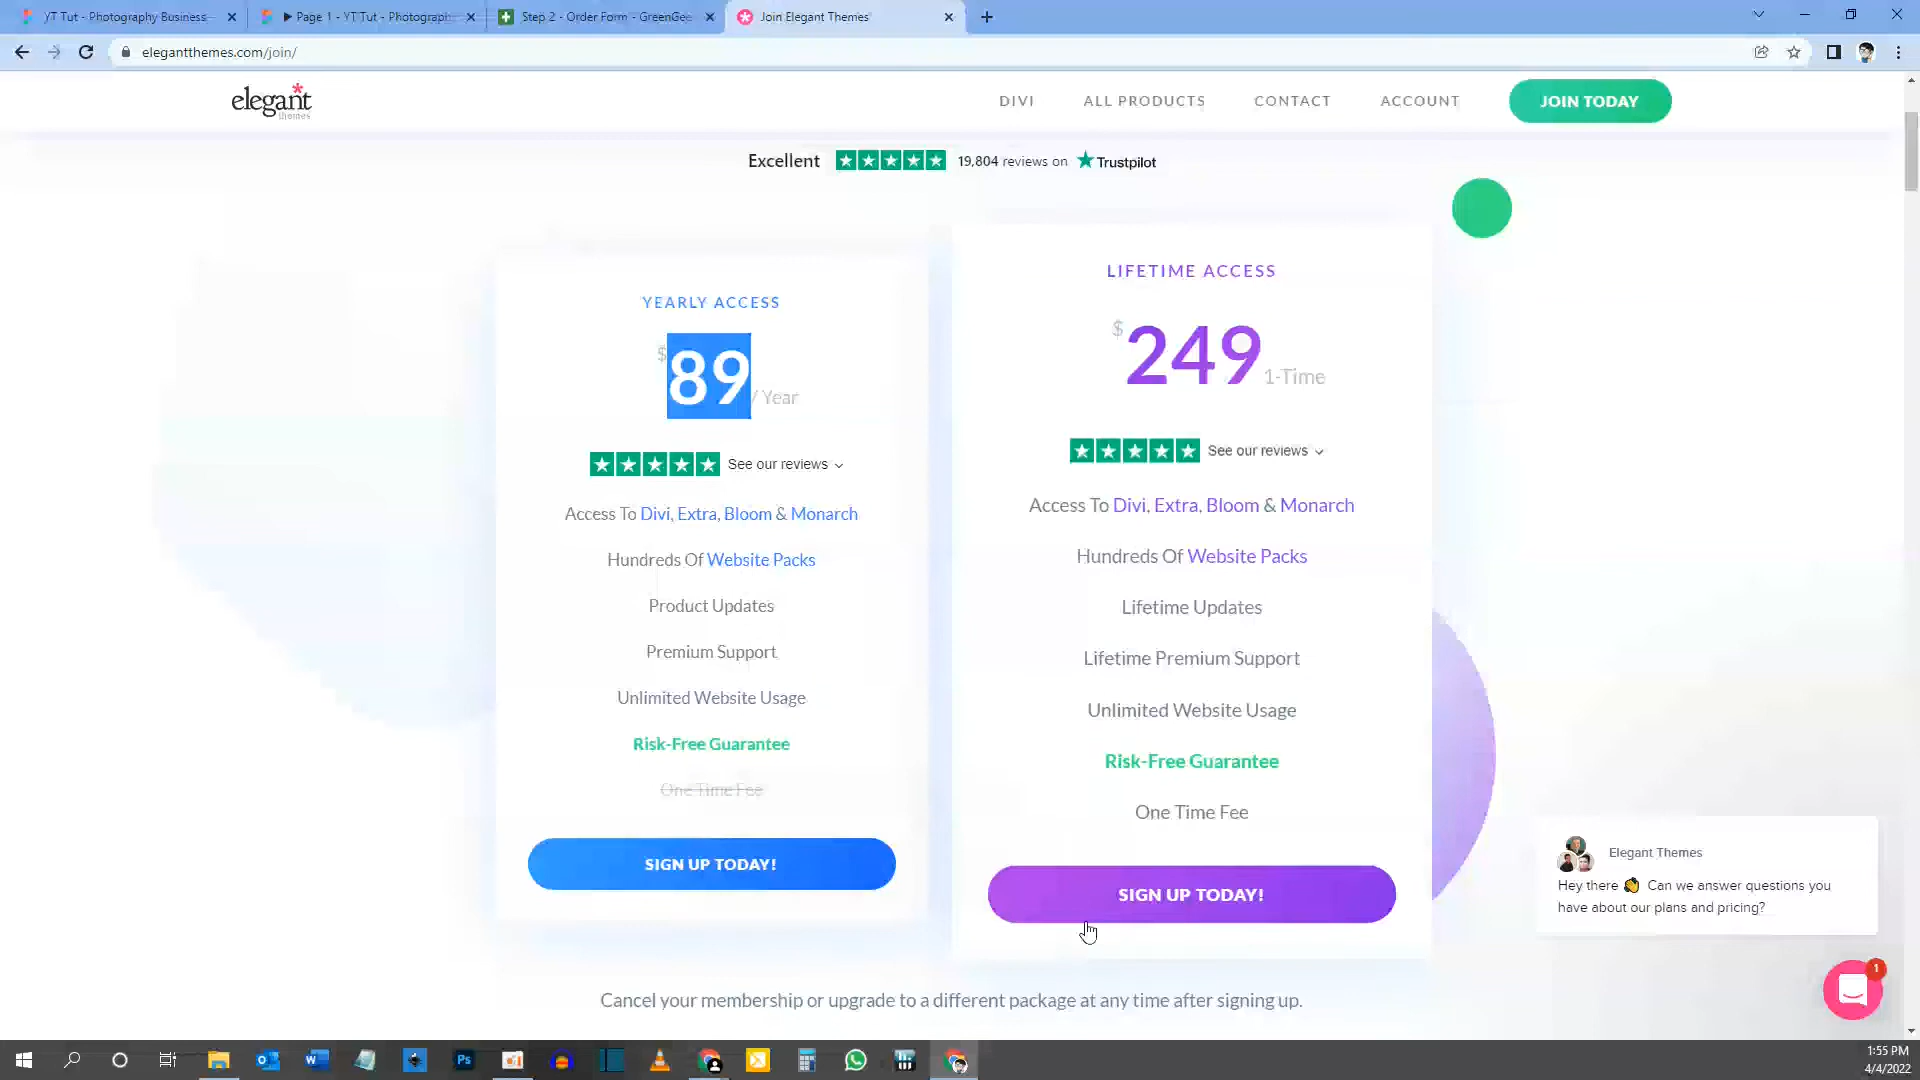 YT Tut - Photography Business
Page 1 - YT Tut - Photograph
Step 2 - Order Form - GreenGee
Join Elegant Themes
elegantthemes.com/join/
elegant
themes
DIVI
ALL PRODUCTS
CONTACT
ACCOUNT
JOIN TODAY
Excellent
19,804 reviews on
Trustpilot
YEARLY ACCESS
$89/ Year
See our reviews
Access To Divi, Extra, Bloom & Monarch
Hundreds Of Website Packs
Product Updates
Premium Support
Unlimited Website Usage
Risk-Free Guarantee
One Time Fee
SIGN UP TODAY!
LIFETIME ACCESS
$249 1-Time
See our reviews
Access To Divi, Extra, Bloom & Monarch
Hundreds Of Website Packs
Lifetime Updates
Lifetime Premium Support
Unlimited Website Usage
Risk-Free Guarantee
One Time Fee
SIGN UP TODAY!
Elegant Themes
Hey there 👋 Can we answer questions you
have about our plans and pricing?
1
Cancel your membership or upgrade to a different package at any time after signing up.
Ps
1:55 PM
4/4/2022